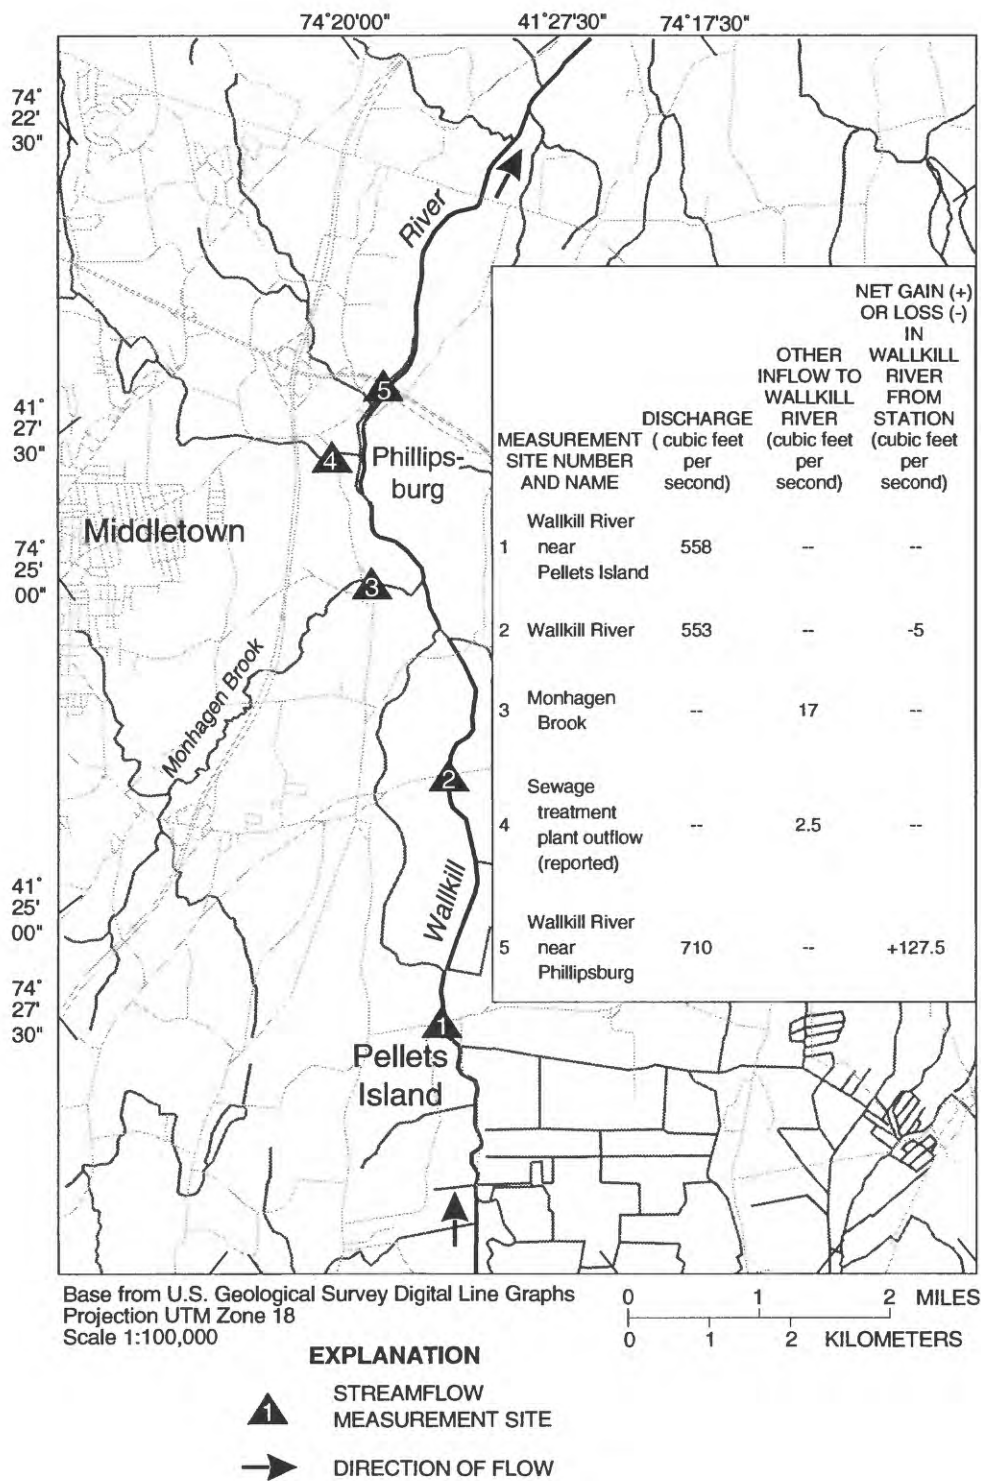 74°20'00"
41°27'30"
74°17'30"
74°
22'
30"
41°
27'
30"
74°
25'
00"
41°
25'
00"
74°
27'
30"
River
5
4
Phillips-
burg
Middletown
3
Monhagen Brook
2
Wallkill
1
Pellets
Island
MEASUREMENT
SITE NUMBER
AND NAME
DISCHARGE
(cubic feet
per
second)
OTHER
INFLOW TO
WALLKILL
RIVER
(cubic feet
per
second)
NET GAIN (+)
OR LOSS (-)
IN
WALLKILL
RIVER
FROM
STATION
(cubic feet
per
second)
Wallkill River
1 near 558 -- --
Pellets Island
2 Wallkill River 553 -- -5
3 Monhagen -- 17 --
Brook
Sewage
treatment
4 plant outflow -- 2.5 --
(reported)
Wallkill River
5 near 710 -- +127.5
Phillipsburg
Base from U.S. Geological Survey Digital Line Graphs
Projection UTM Zone 18
Scale 1:100,000
0 1 2 MILES
0 1 2 KILOMETERS
EXPLANATION
1 STREAMFLOW
MEASUREMENT SITE
DIRECTION OF FLOW